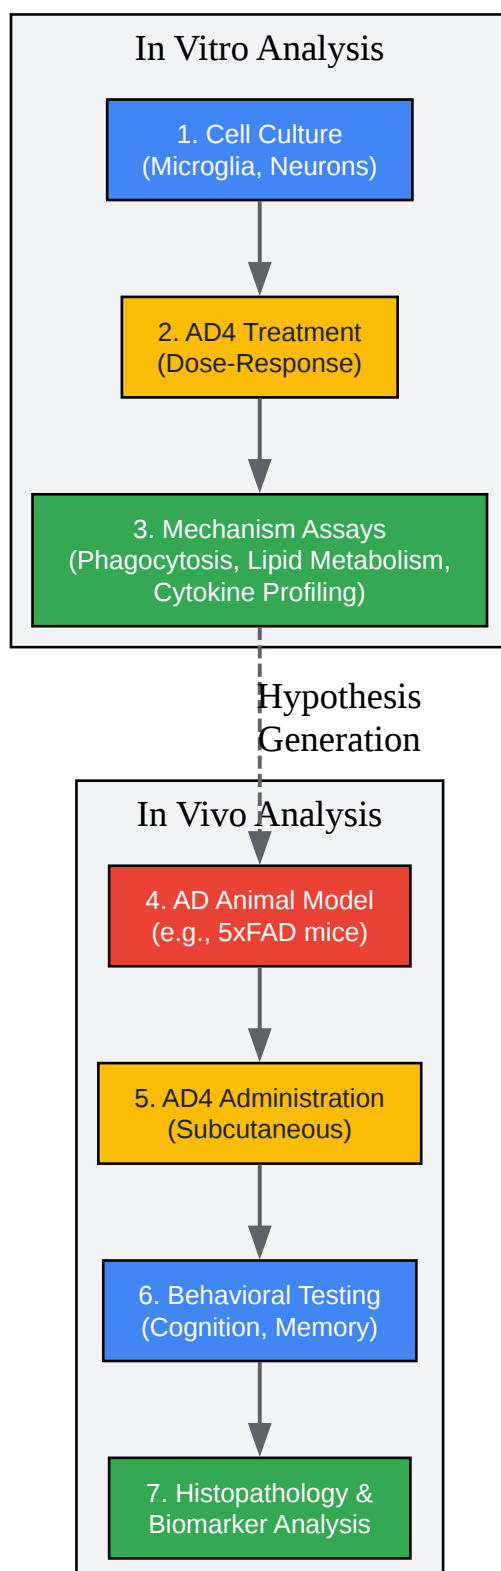 In Vitro Analysis
1. Cell Culture
(Microglia, Neurons)
2. AD4 Treatment
(Dose-Response)
3. Mechanism Assays
(Phagocytosis, Lipid Metabolism,
Cytokine Profiling)
Hypothesis
Generation
In Vivo Analysis
4. AD Animal Model
(e.g., 5xFAD mice)
5. AD4 Administration
(Subcutaneous)
6. Behavioral Testing
(Cognition, Memory)
7. Histopathology &
Biomarker Analysis